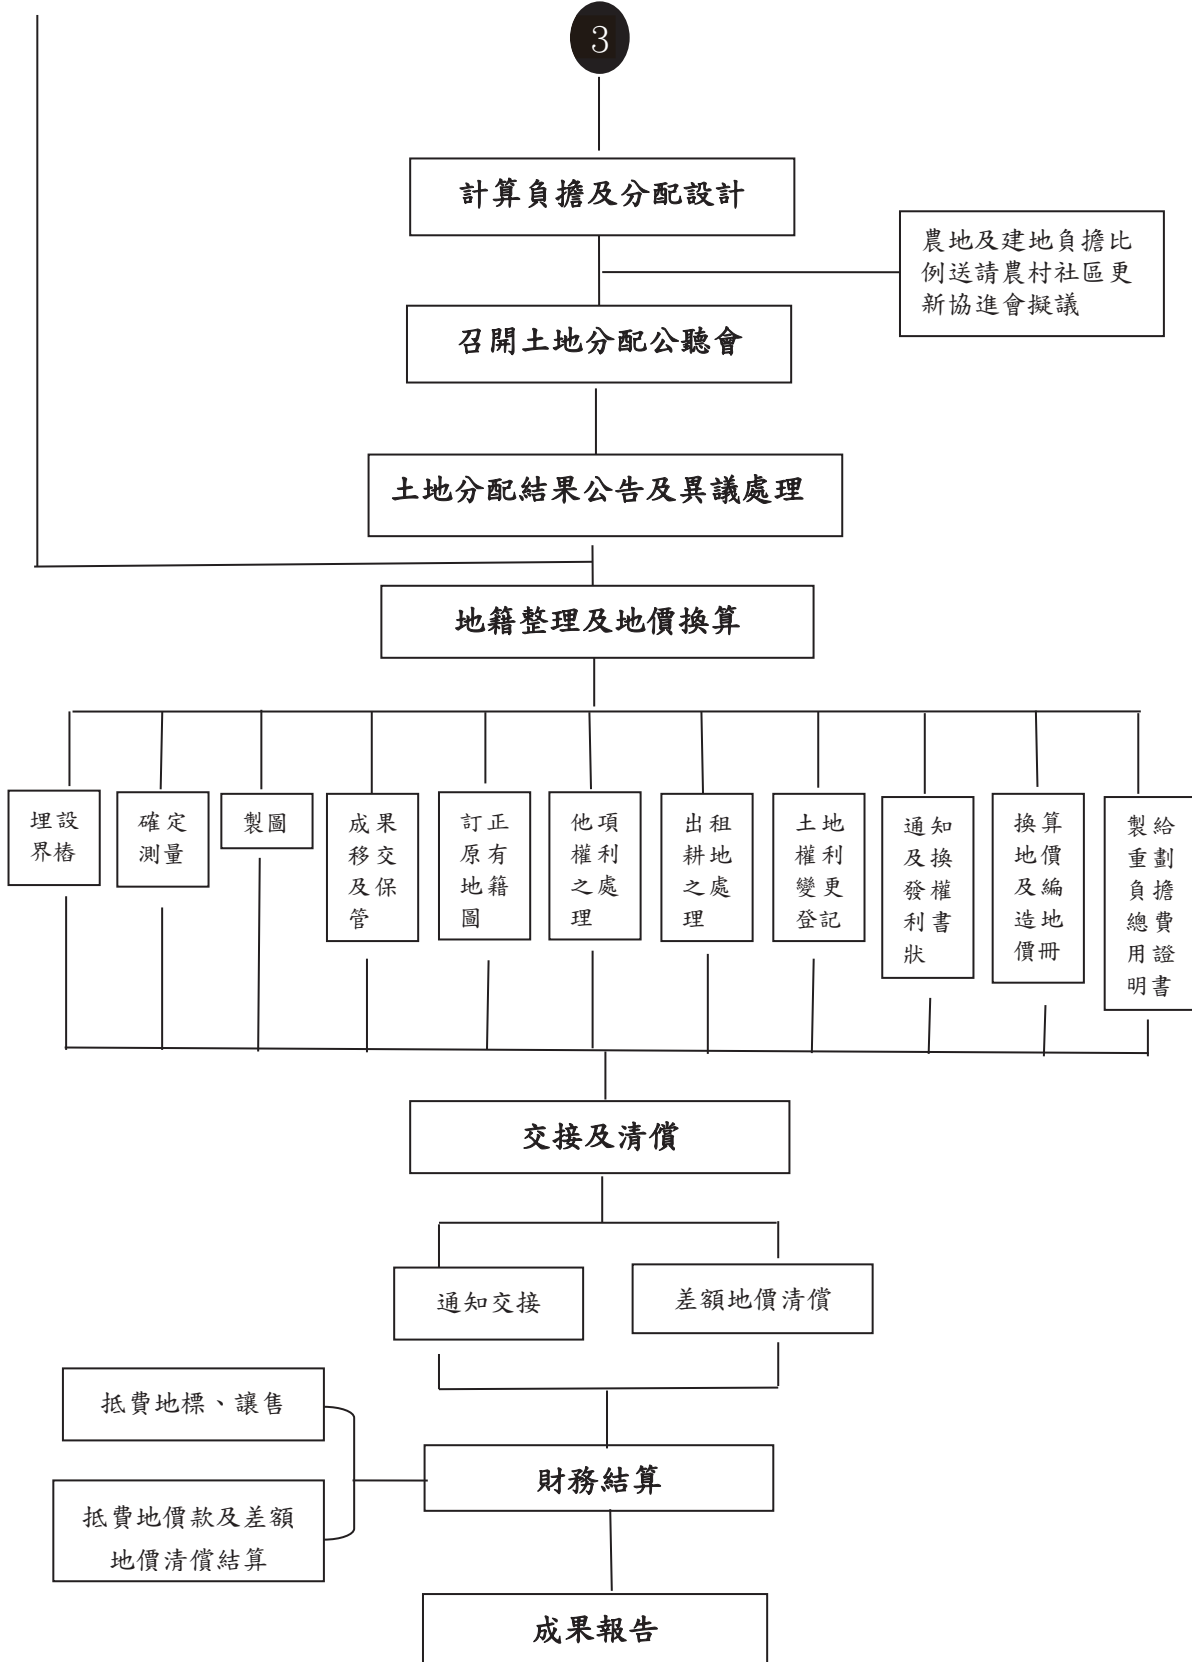 3
計算負擔及分配設計
農地及建地負擔比
例送請農村社區更
新協進會擬議
召開土地分配公聽會
土地分配結果公告及異議處理
地籍整理及地價換算
埋設
界樁
確定
測量
製圖
成果
移交
及保
管
訂正
原有
地籍
圖
他項
權利
之處
理
出租
耕地
之處
理
土地
權利
變更
登記
通知
及換
發權
利書
狀
換算
地價
及編
造地
價冊
製給
重劃
負擔
總費
用證
明書
交接及清償
通知交接
差額地價清償
抵費地標、讓售
財務結算
抵費地價款及差額
地價清償結算
成果報告